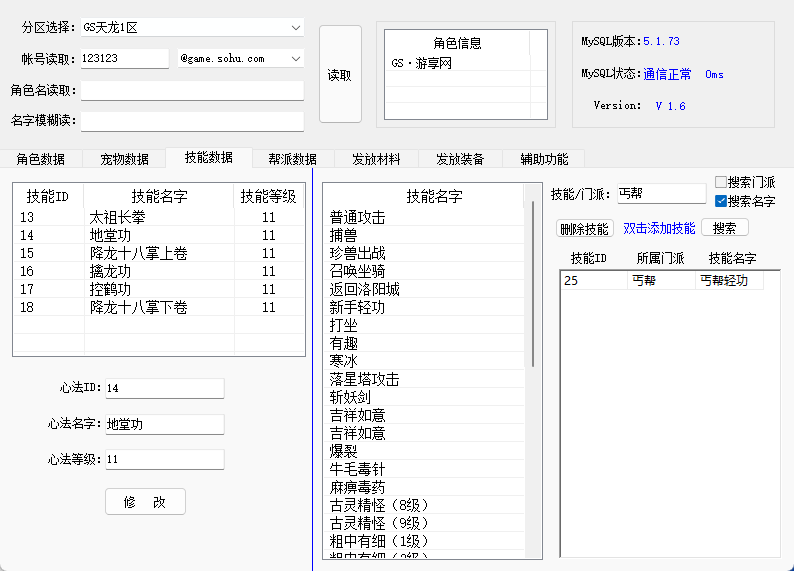 分区选择: GS天龙1区
帐号读取: 123123 @game.sohu.com
角色名读取:
名字模糊读:
读取
角色信息
GS·游享网
MySQL版本:5.1.73
MySQL状态:通信正常 0ms
Version: V 1.6
角色数据 宠物数据 技能数据 帮派数据 发放材料 发放装备 辅助功能
技能ID 技能名字 技能等级
13 太祖长拳 11
14 地堂功 11
15 降龙十八掌上卷 11
16 擒龙功 11
17 控鹤功 11
18 降龙十八掌下卷 11
心法ID: 14
心法名字: 地堂功
心法等级: 11
修 改
技能名字
普通攻击
捕兽
珍兽出战
召唤坐骑
返回洛阳城
新手轻功
打坐
有趣
寒冰
落星塔攻击
斩妖剑
吉祥如意
吉祥如意
爆裂
牛毛毒针
麻痹毒药
古灵精怪（8级）
古灵精怪（9级）
粗中有细（1级）
粗中有细（2级）
技能/门派: 丐帮
搜索门派
搜索名字
删除技能 双击添加技能 搜索
技能ID 所属门派 技能名字
25 丐帮 丐帮轻功